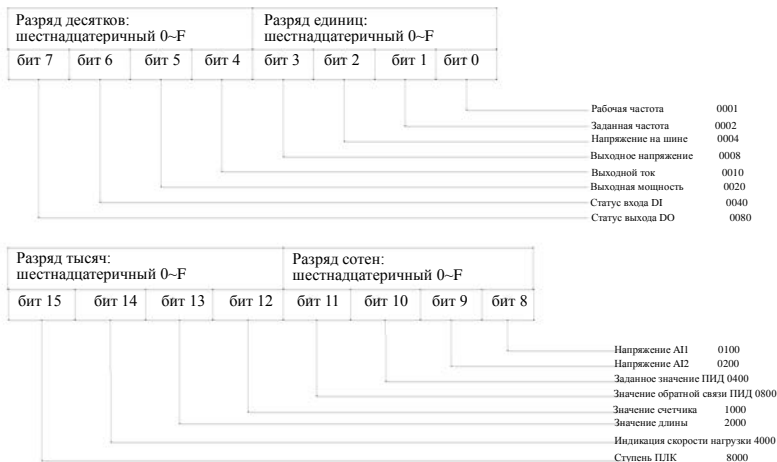 Разряд десятков: Разряд единиц:
шестнадцатеричный 0~F шестнадцатеричный 0~F
бит 7 бит 6 бит 5 бит 4 бит 3 бит 2 бит 1 бит 0
Рабочая частота 0001
Заданная частота 0002
Напряжение на шине 0004
Выходное напряжение 0008
Выходной ток 0010
Выходная мощность 0020
Статус входа DI 0040
Статус выхода DO 0080
Разряд тысяч: Разряд сотен:
шестнадцатеричный 0~F шестнадцатеричный 0~F
бит 15 бит 14 бит 13 бит 12 бит 11 бит 10 бит 9 бит 8
Напряжение AI1 0100
Напряжение AI2 0200
Заданное значение ПИД 0400
Значение обратной связи ПИД 0800
Значение счетчика 1000
Значение длины 2000
Индикация скорости нагрузки 4000
Ступень ПЛК 8000